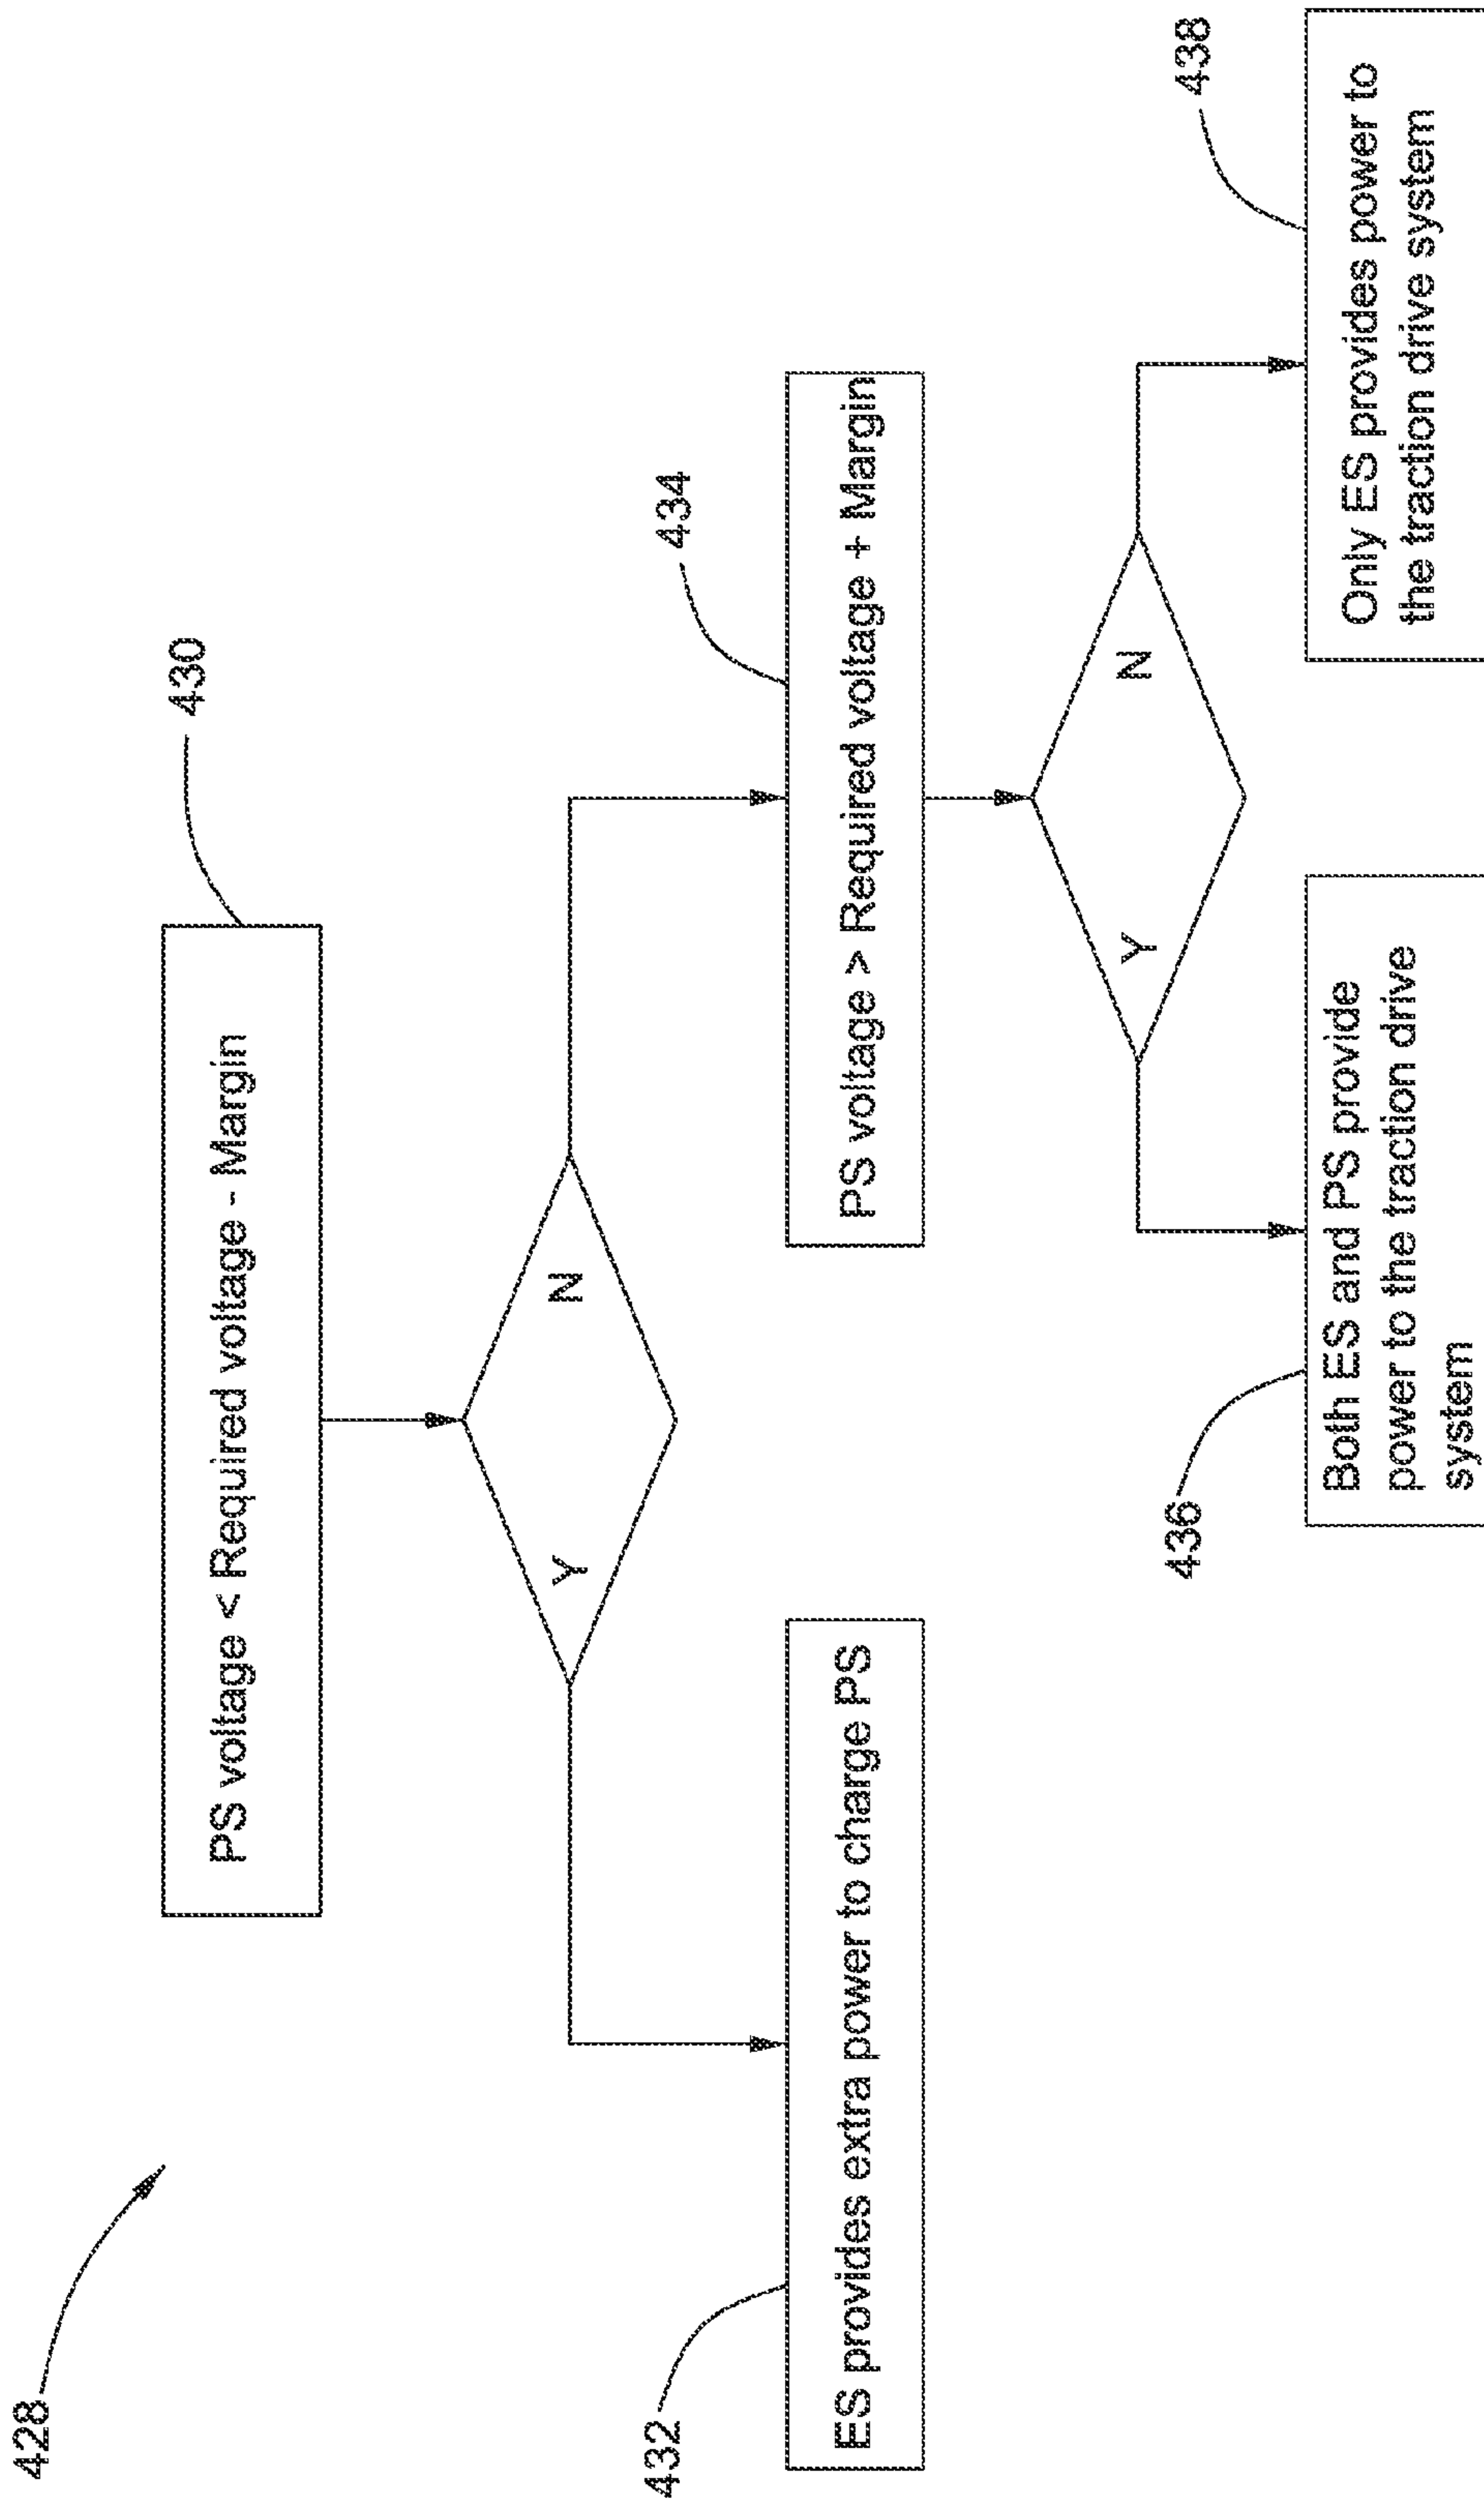 428
430
PS voltage < Required voltage - Margin
Y
N
432
ES provides extra power to charge PS
434
PS voltage > Required voltage + Margin
Y
N
436
Both ES and PS provide
power to the traction drive
system
438
Only ES provides power to
the traction drive system